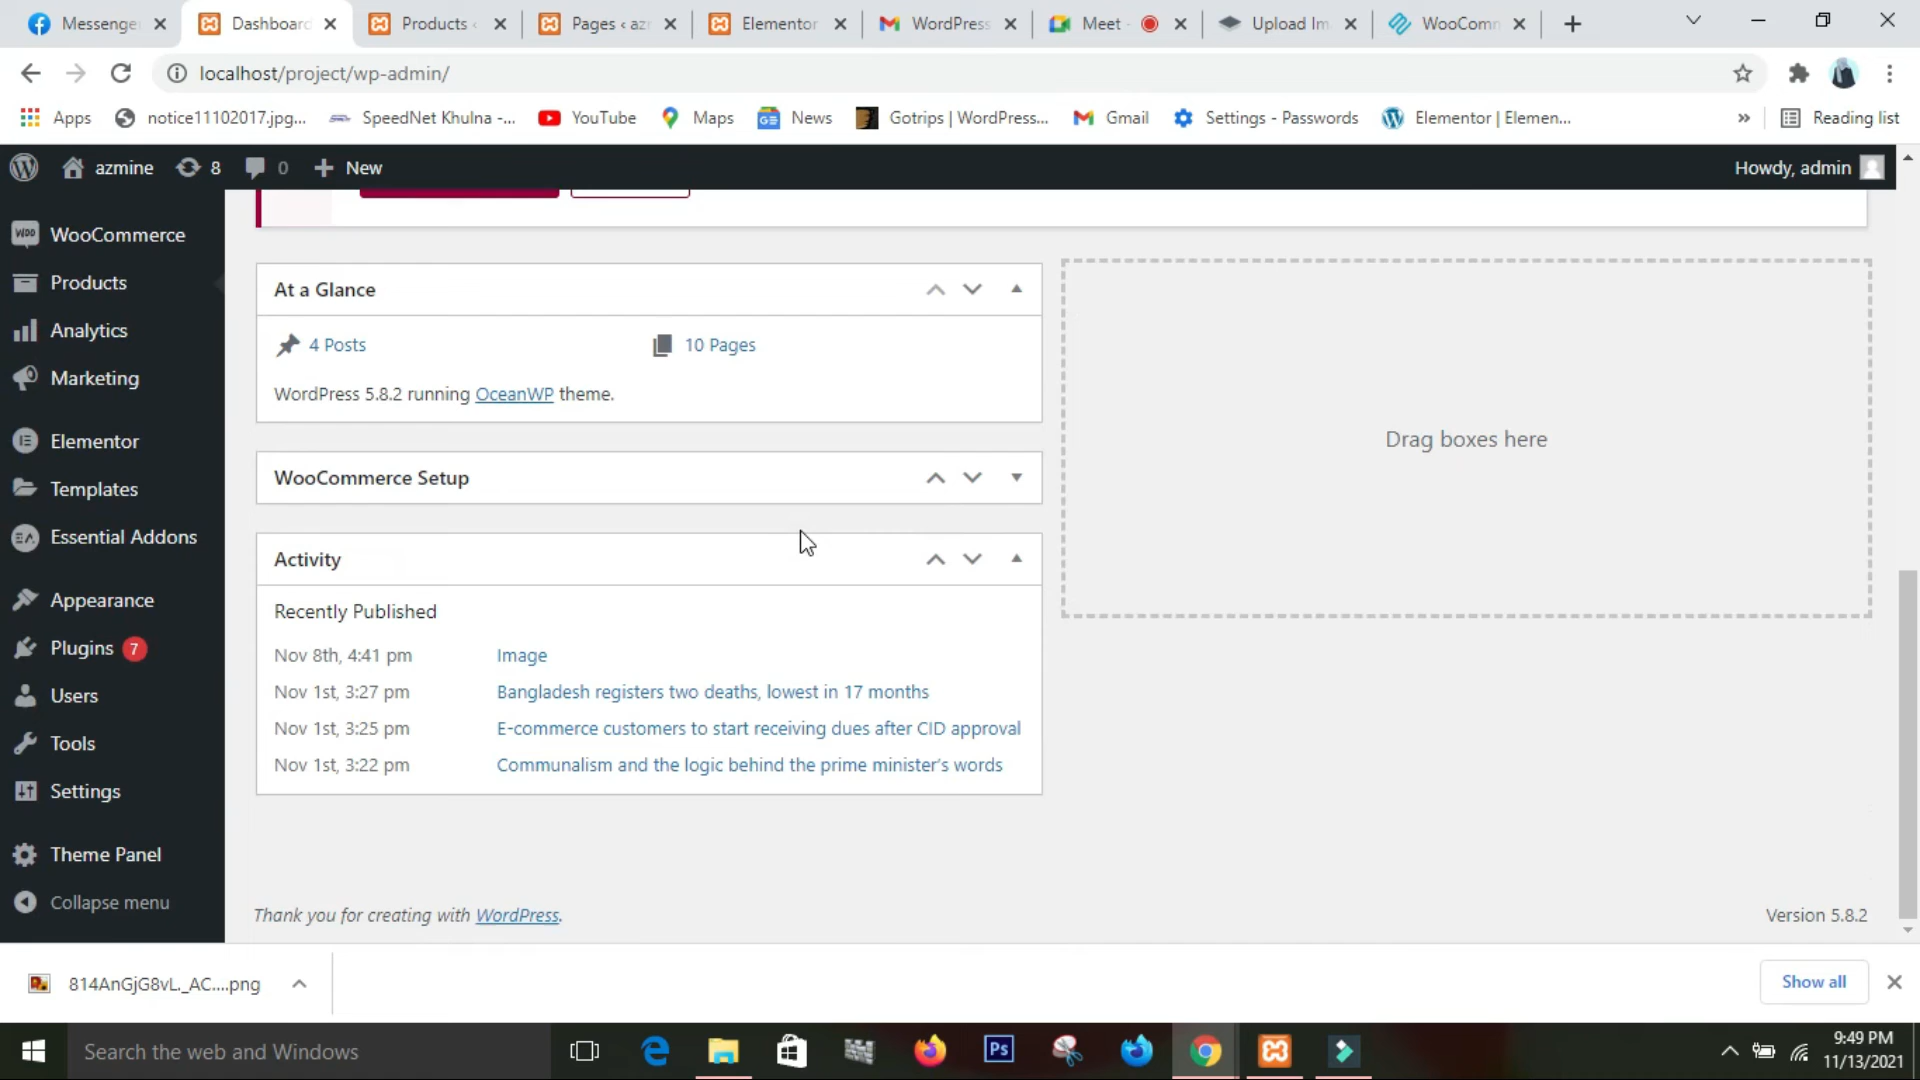 Messenge
Dashboard
Products ‹
Pages ‹ az
Elementor
WordPress
Meet -
Upload Im
WooComm
localhost/project/wp-admin/
Apps
notice11102017.jpg...
SpeedNet Khulna -...
YouTube
Maps
News
Gotrips | WordPress...
Gmail
Settings - Passwords
Elementor | Elemen...
»
Reading list
azmine
8
0
New
Howdy, admin
WooCommerce
Products
Analytics
Marketing
Elementor
Templates
Essential Addons
Appearance
Plugins 7
Users
Tools
Settings
Theme Panel
Collapse menu
At a Glance
4 Posts
10 Pages
WordPress 5.8.2 running OceanWP theme.
WooCommerce Setup
Activity
Recently Published
Nov 8th, 4:41 pm Image
Nov 1st, 3:27 pm Bangladesh registers two deaths, lowest in 17 months
Nov 1st, 3:25 pm E-commerce customers to start receiving dues after CID approval
Nov 1st, 3:22 pm Communalism and the logic behind the prime minister's words
Drag boxes here
Thank you for creating with WordPress.
Version 5.8.2
814AnGjG8vL._AC....png
Show all
Search the web and Windows
Ps
9:49 PM
11/13/2021